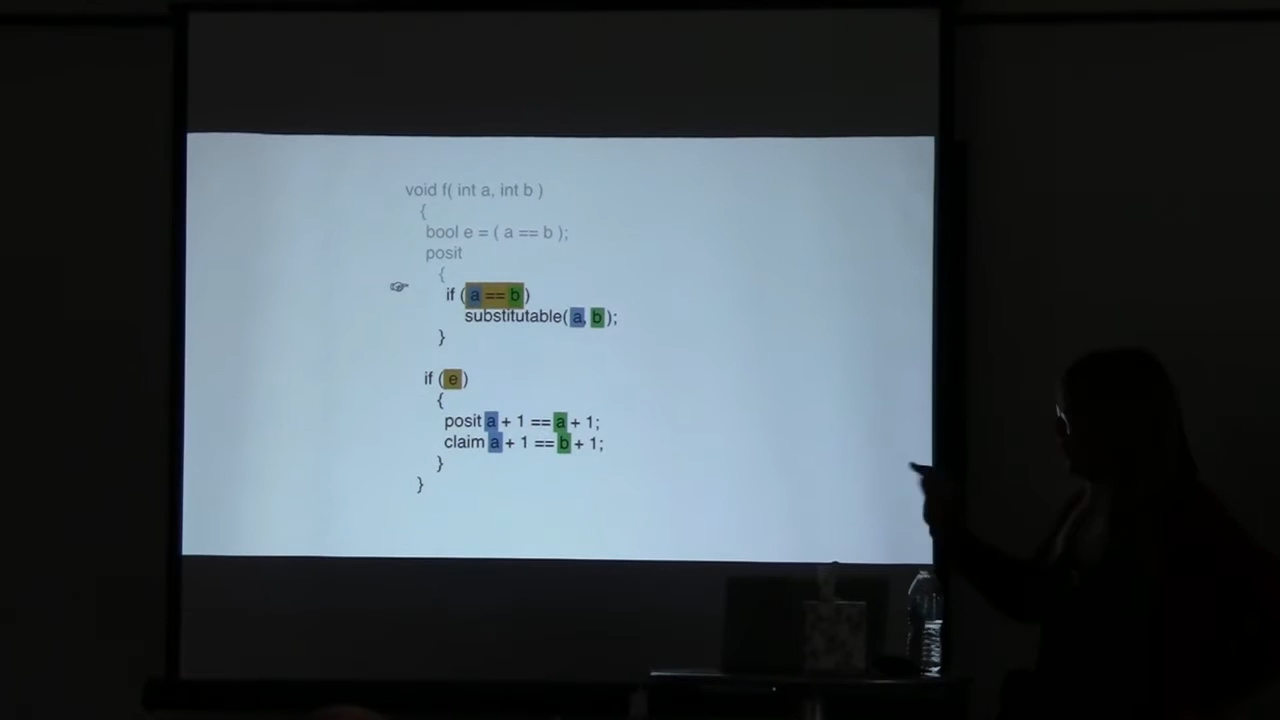 void f( int a, int b )
{
bool e = ( a == b );
posit
{
if ( a == b )
substitutable( a, b );
}
if ( e )
{
posit a + 1 == a + 1;
claim a + 1 == b + 1;
}
}